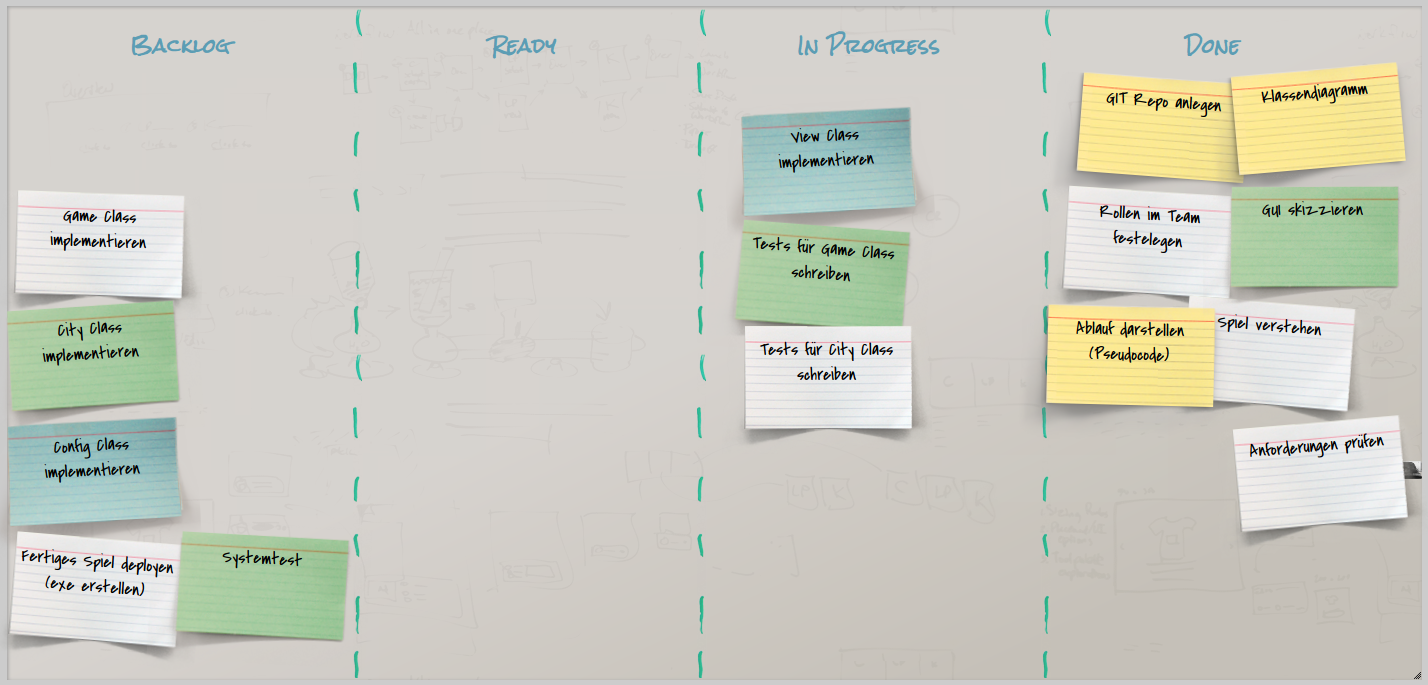 Backlog
Ready
In Progress
Done
Game Class
implementieren
City Class
implementieren
Config Class
implementieren
Fertiges Spiel deployen
(exe erstellen)
Systemtest
View Class
implementieren
Tests für Game Class
schreiben
Tests für City Class
schreiben
GIT Repo anlegen
Klassendiagramm
Rollen im Team
festelegen
GUI skizzieren
Ablauf darstellen
(Pseudocode)
Spiel verstehen
Anforderungen prüfen